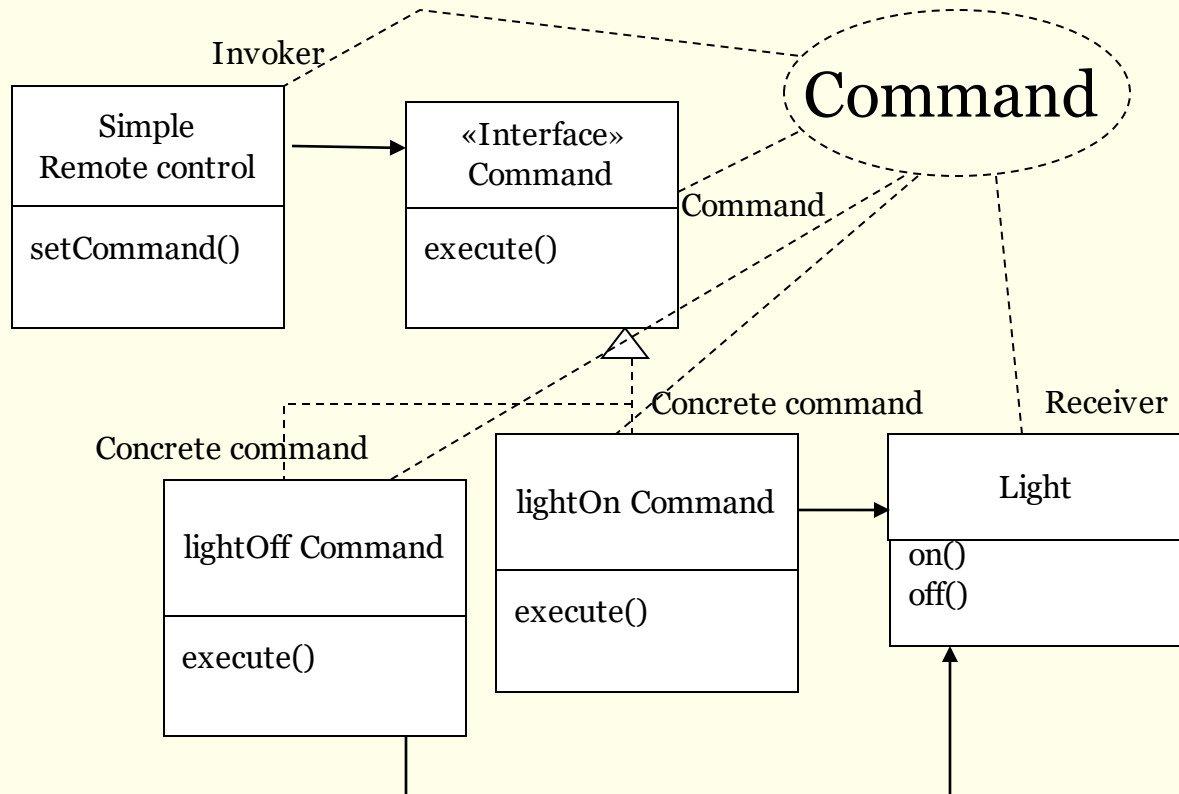 Invoker
Command
Simple
Remote control
«Interface»
Command
Command
setCommand()
execute()
Concrete command
Receiver
Concrete command
lightOn Command
Light
lightOff Command
on()
off()
execute()
execute()